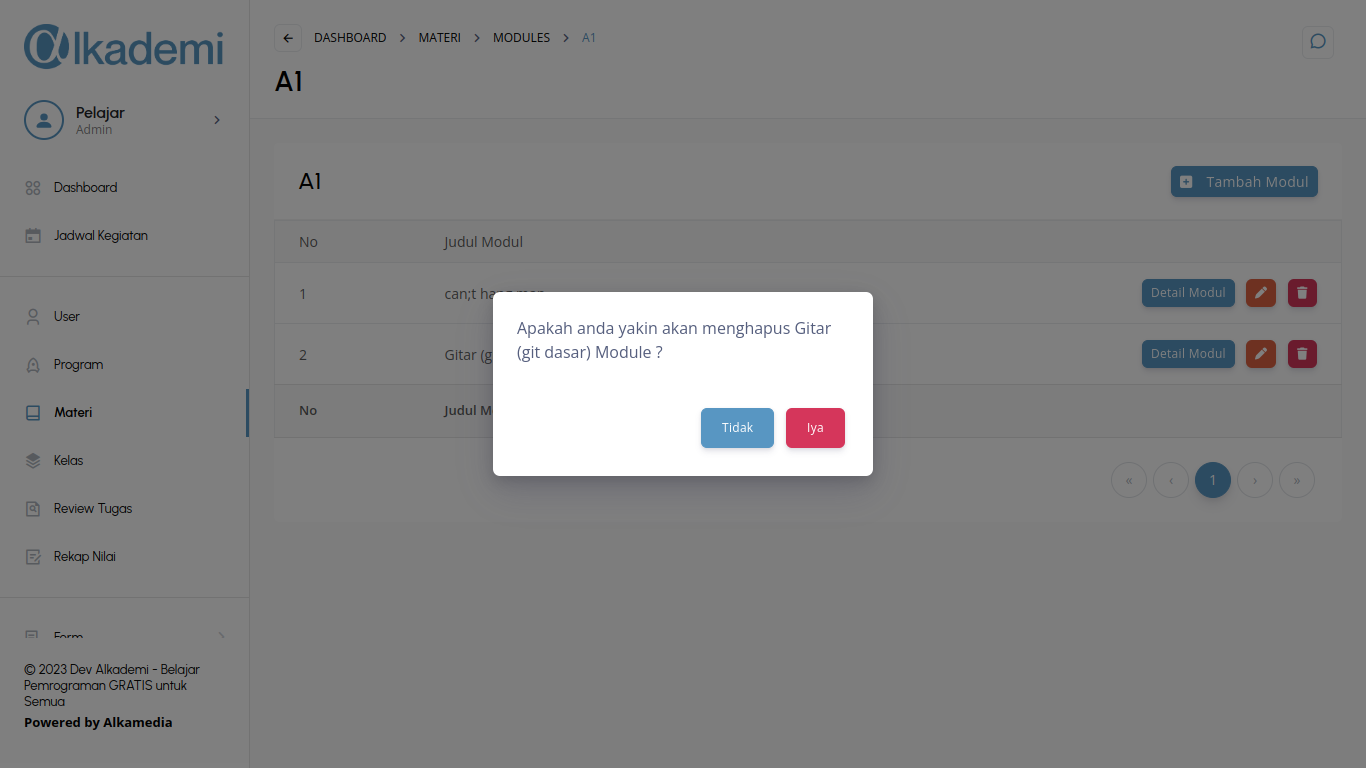 Alkademi
DASHBOARD > MATERI > MODULES > A1
A1
Pelajar
Admin
Dashboard
Jadwal Kegiatan
User
Program
Materi
Kelas
Review Tugas
Rekap Nilai
Form
© 2023 Dev Alkademi - Belajar
Pemrograman GRATIS untuk
Semua
Powered by Alkamedia
A1
Tambah Modul
No Judul Modul
1 can;t Detail Modul
2 Gitar Detail Modul
No Judul
Apakah anda yakin akan menghapus Gitar
(git dasar) Module ?
Tidak Iya
« ‹ 1 › »